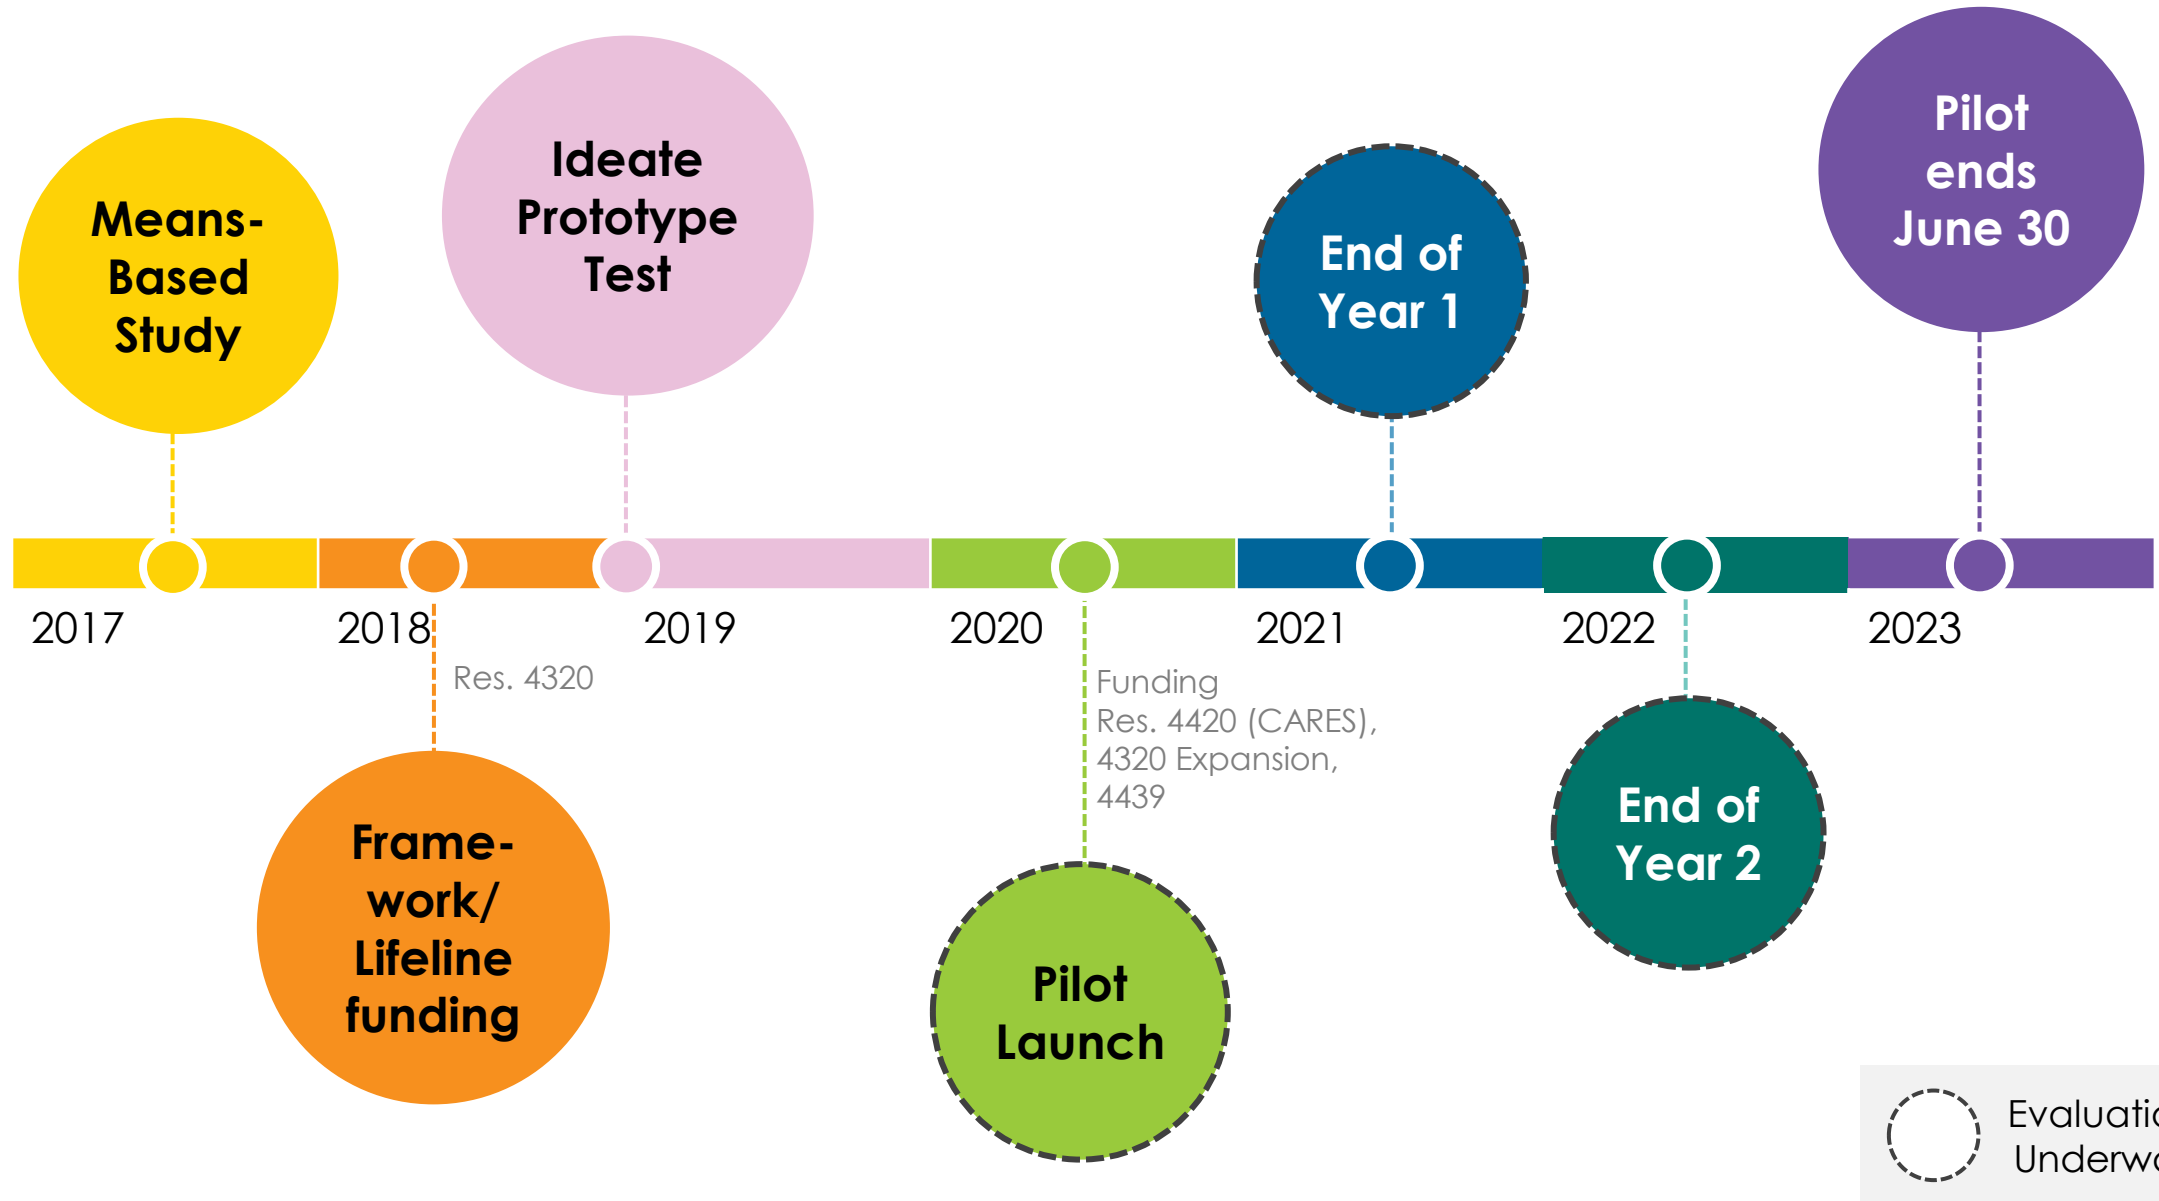 Means-
Based
Study
Ideate
Prototype
Test
End of
Year 1
Pilot
ends
June 30
2017
2018
2019
2020
2021
2022
2023
Res. 4320
Funding
Res. 4420 (CARES),
4320 Expansion,
4439
Frame-
work/
Lifeline
funding
Pilot
Launch
End of
Year 2